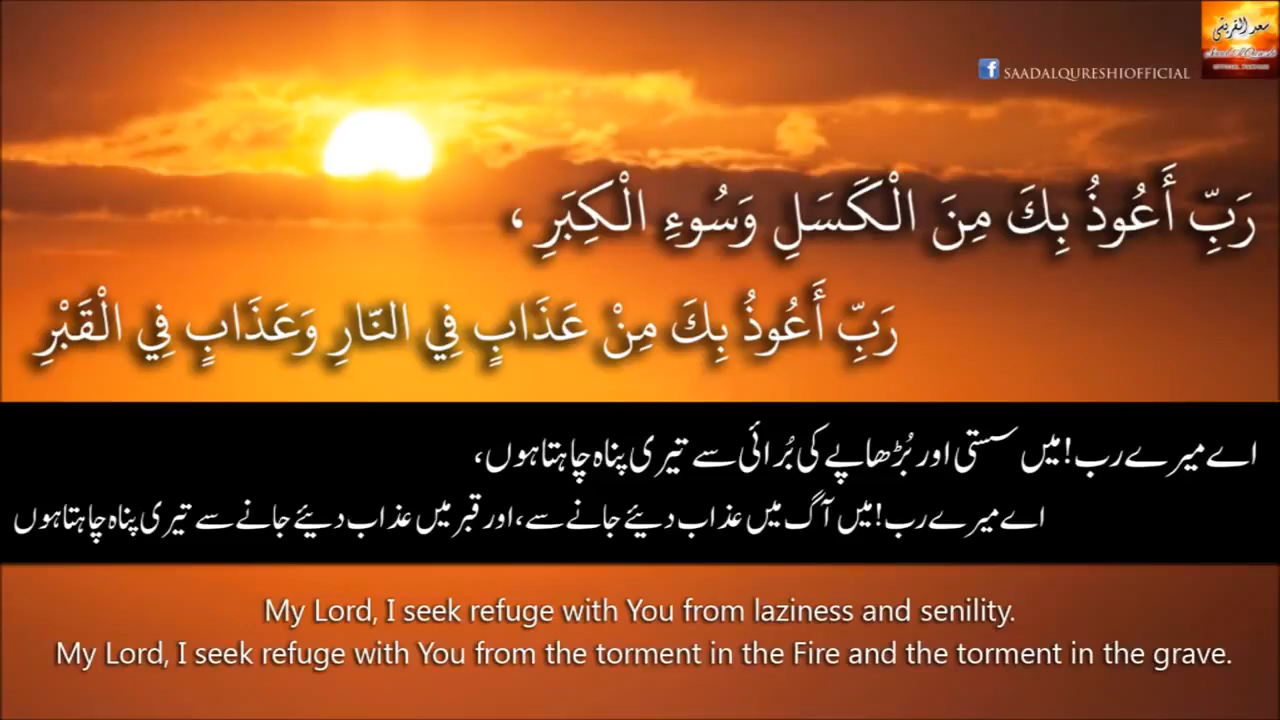 سعد القريشي
SAADALQURESHIOFFICIAL
رَبِّ أَعُوذُ بِكَ مِنَ الْكَسَلِ وَسُوءِ الْكِبَرِ ،
رَبِّ أَعُوذُ بِكَ مِنْ عَذَابٍ فِي النَّارِ وَعَذَابٍ فِي الْقَبْرِ
اے میرے رب! میں سستی اور بُڑھاپے کی بُرائی سے تیری پناہ چاہتا ہوں،
اے میرے رب! میں آگ میں عذاب دیئے جانے سے، اور قبر میں عذاب دیئے جانے سے تیری پناہ چاہتا ہوں
My Lord, I seek refuge with You from laziness and senility.
My Lord, I seek refuge with You from the torment in the Fire and the torment in the grave.